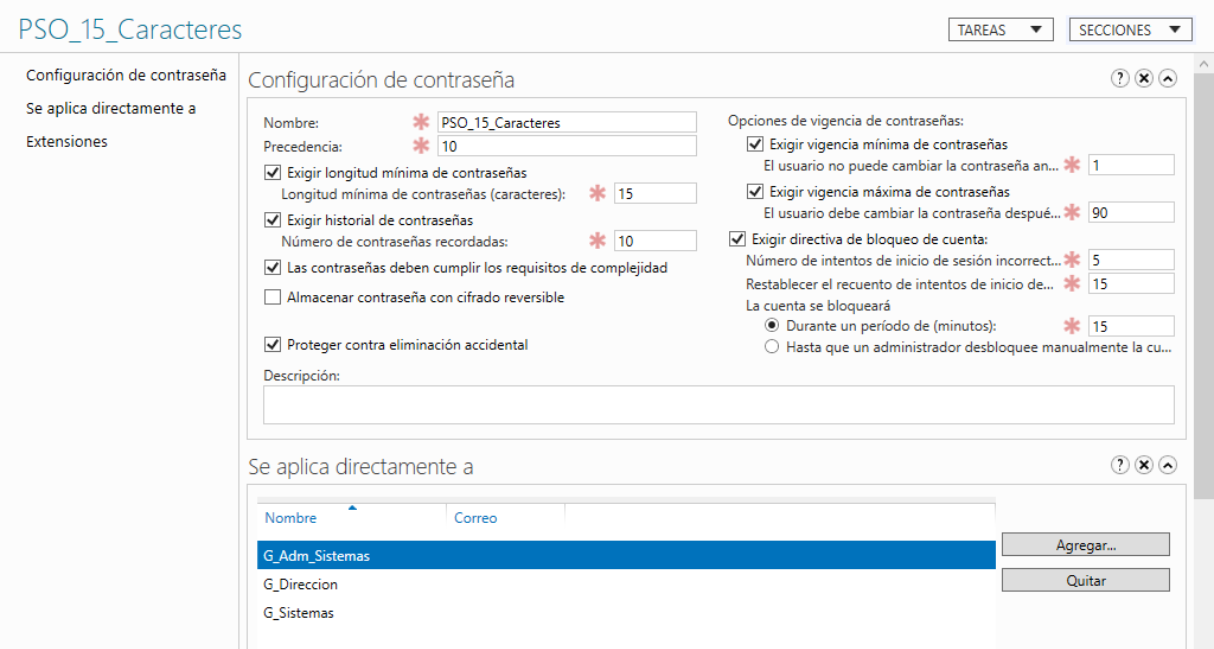 PSO_15_Caracteres
TAREAS
SECCIONES
Configuración de contraseña
Se aplica directamente a
Extensiones
Configuración de contraseña
Nombre: PSO_15_Caracteres
Precedencia: 10
Exigir longitud mínima de contraseñas
Longitud mínima de contraseñas (caracteres): 15
Exigir historial de contraseñas
Número de contraseñas recordadas: 10
Las contraseñas deben cumplir los requisitos de complejidad
Almacenar contraseña con cifrado reversible
Proteger contra eliminación accidental
Opciones de vigencia de contraseñas:
Exigir vigencia mínima de contraseñas
El usuario no puede cambiar la contraseña an... 1
Exigir vigencia máxima de contraseñas
El usuario debe cambiar la contraseña despué... 90
Exigir directiva de bloqueo de cuenta:
Número de intentos de inicio de sesión incorrect... 5
Restablecer el recuento de intentos de inicio de... 15
La cuenta se bloqueará
Durante un período de (minutos): 15
Hasta que un administrador desbloquee manualmente la cu...
Descripción:
Se aplica directamente a
Nombre Correo
G_Adm_Sistemas
G_Direccion
G_Sistemas
Agregar...
Quitar